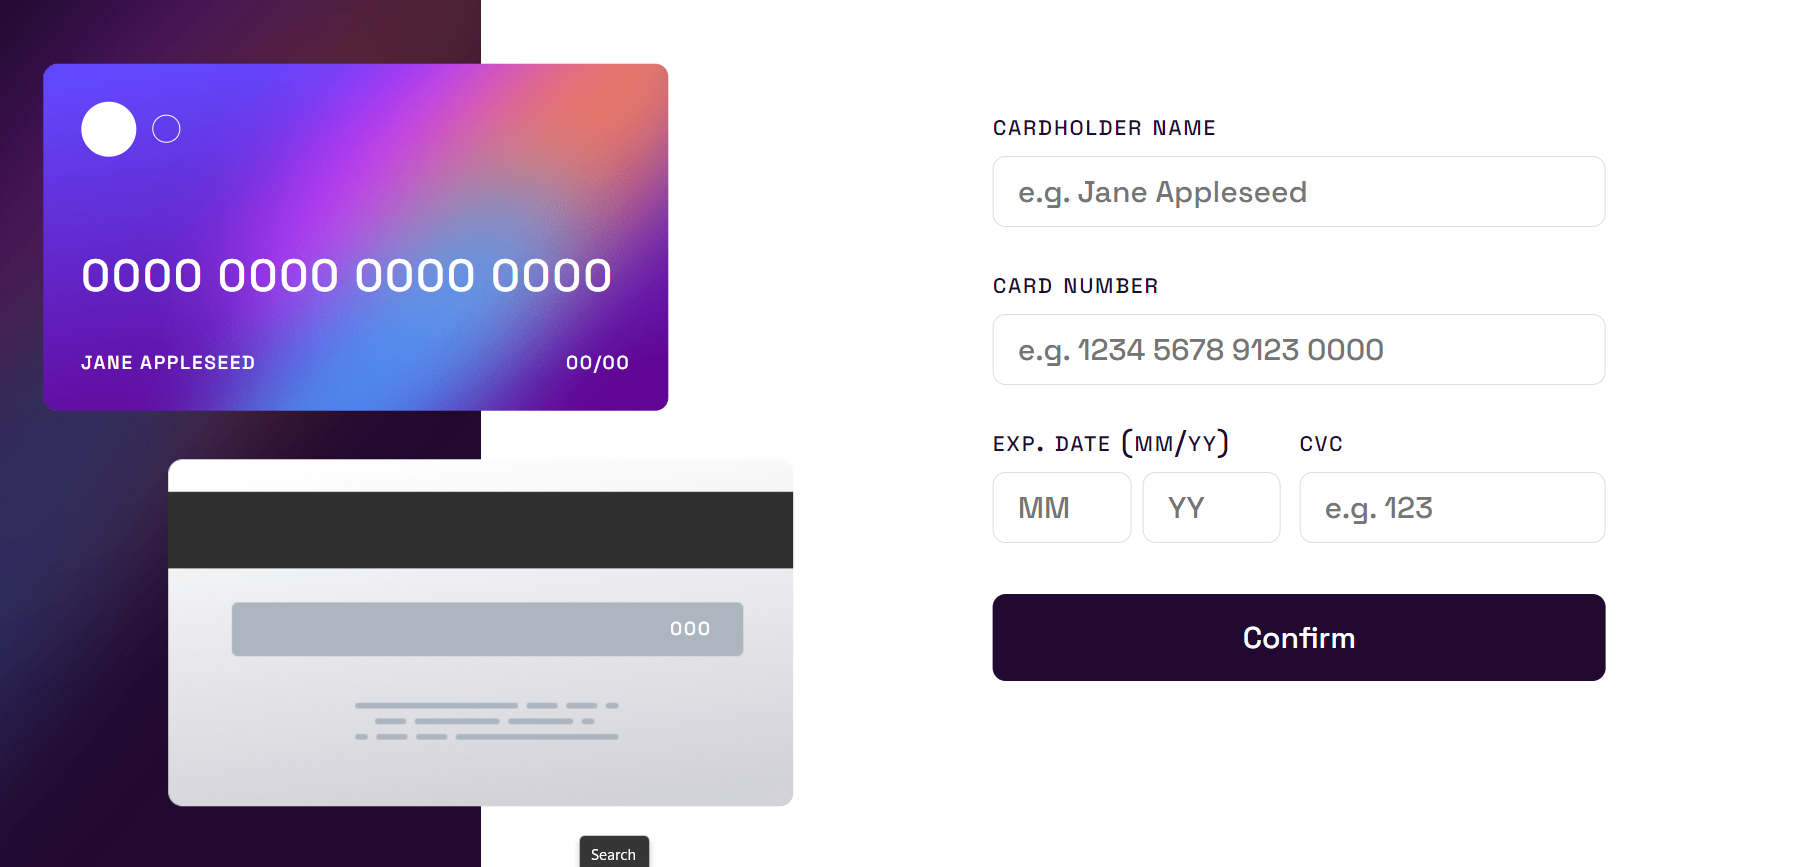 0000 0000 0000 0000
JANE APPLESEED 00/00
000
CARDHOLDER NAME
e.g. Jane Appleseed
CARD NUMBER
e.g. 1234 5678 9123 0000
EXP. DATE (MM/YY) CVC
MM YY e.g. 123
Confirm
Search